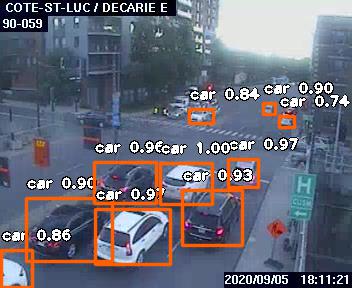 COTE-ST-LUC / DECARIE E
90-059
car 0.84
car 0.90
car 0.74
car 0.96
car 1.00
car 0.97
car 0.90
car 0.97
car 0.93
car 0.86
H
CUSM
2020/09/05 18:11:21